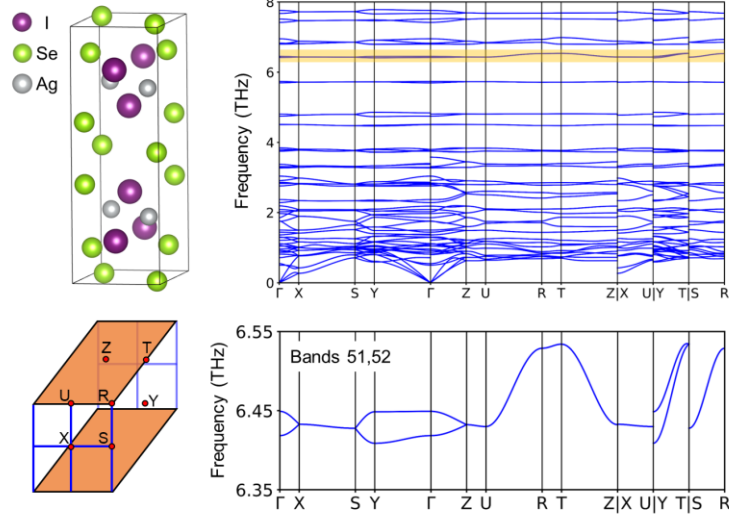 I
Se
Ag
Frequency (THz)
8
6
4
2
0
Γ X S Y Γ Z U R T Z|X U|Y T|S R
Z T
U R Y
X S
Frequency (THz)
6.55
6.45
6.35
Bands 51,52
Γ X S Y Γ Z U R T Z|X U|Y T|S R